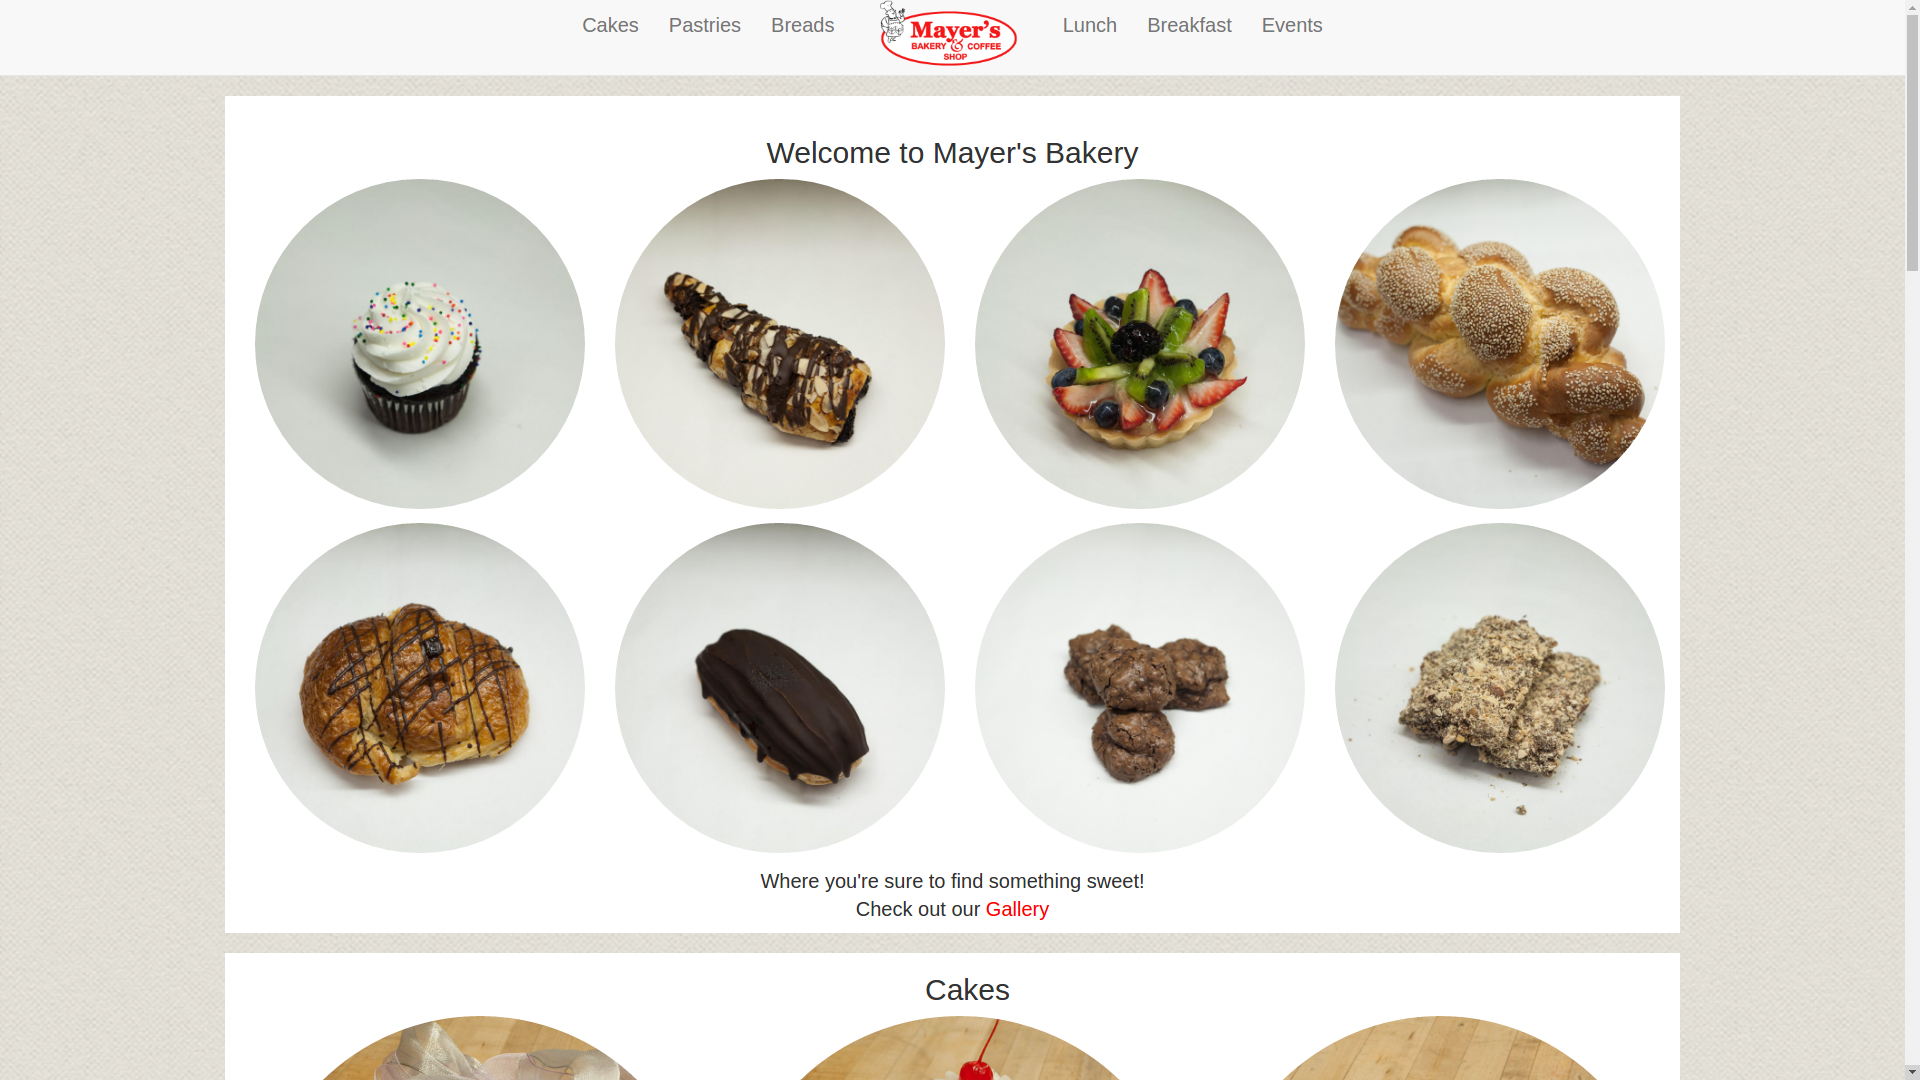 Cakes Pastries Breads Mayer's BAKERY & COFFEE SHOP Lunch Breakfast Events
Welcome to Mayer's Bakery
Where you're sure to find something sweet!
Check out our Gallery
Cakes